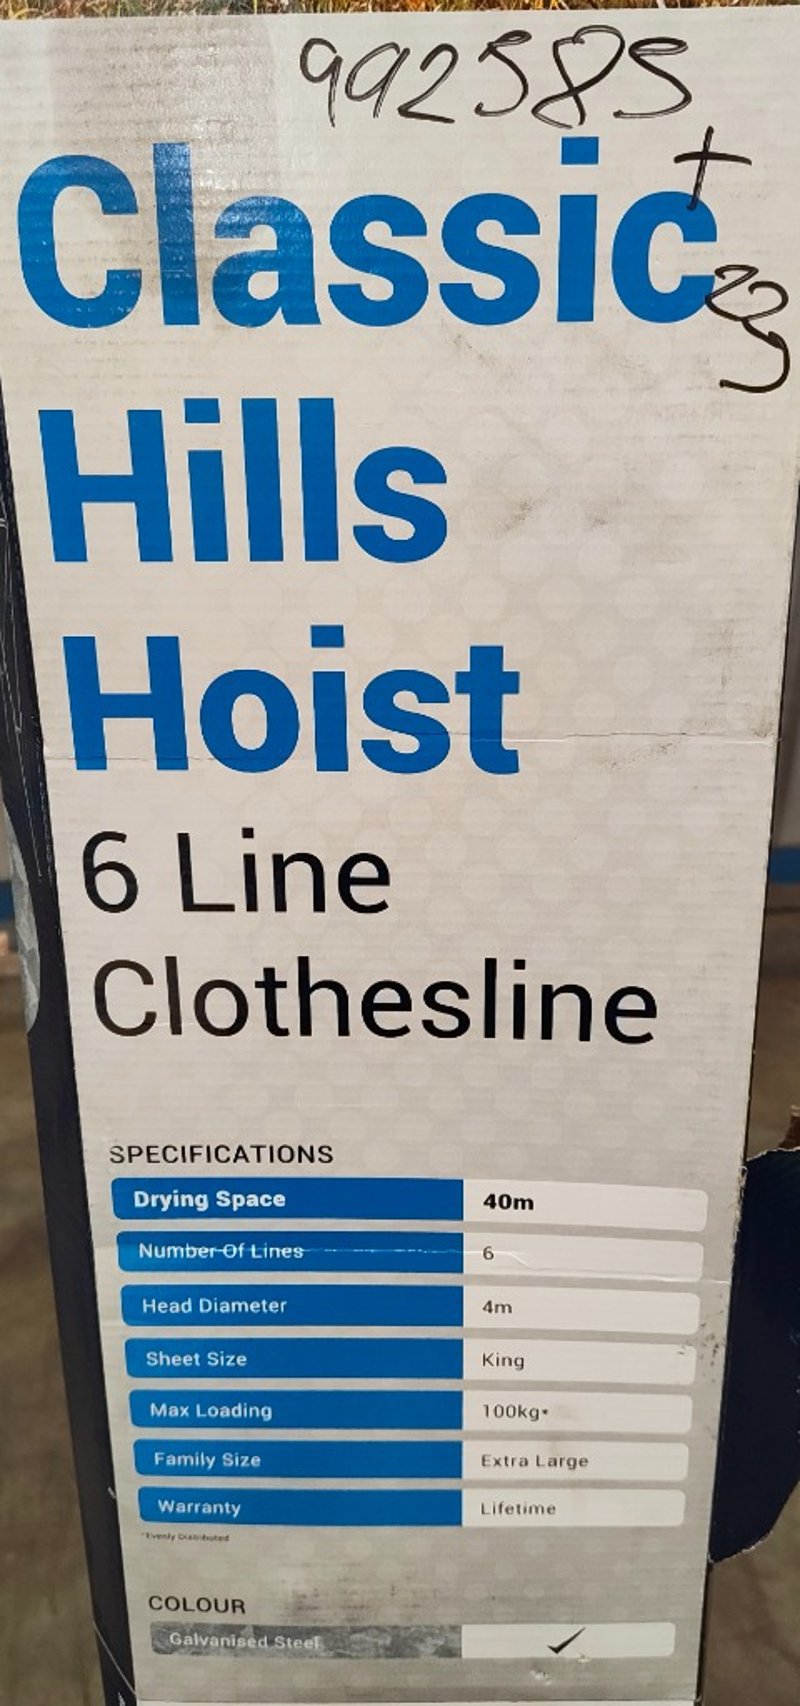 992585
+
Classic
Hills
Hoist
6 Line
Clothesline
SPECIFICATIONS
Drying Space 40m
Number Of Lines 6
Head Diameter 4m
Sheet Size King
Max Loading 100kg*
Family Size Extra Large
Warranty Lifetime
*Evenly Distributed
COLOUR
Galvanised Steel ✓